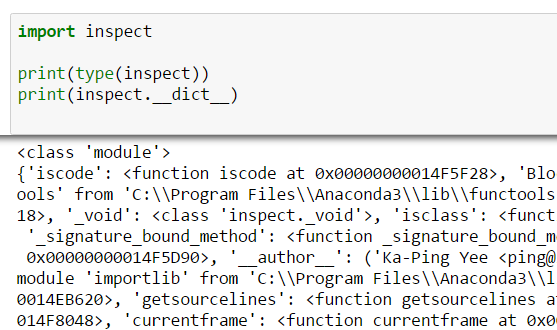 import inspect
print(type(inspect))
print(inspect.__dict__)
<class 'module'>
{'iscode': <function iscode at 0x00000000014F5F28>, 'Blo
ools' from 'C:\\Program Files\\Anaconda3\\lib\\functools
18>, '_void': <class 'inspect._void'>, 'isclass': <funct
'_signature_bound_method': <function _signature_bound_m
0x00000000014F5D90>, '__author__': ('Ka-Ping Yee <ping@
module 'importlib' from 'C:\\Program Files\\Anaconda3\\l
0014EB620>, 'getsourcelines': <function getsourcelines a
014F8048>, 'currentframe': <function currentframe at 0x0